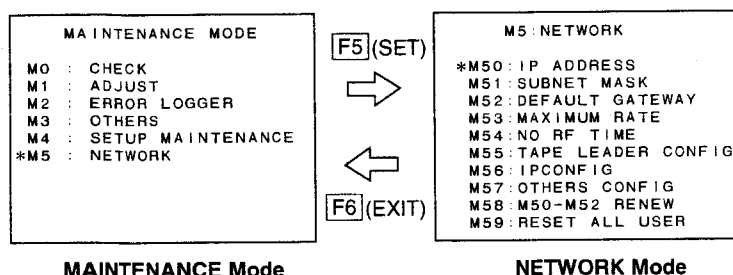 MAINTENANCE MODE
M0 : CHECK
M1 : ADJUST
M2 : ERROR LOGGER
M3 : OTHERS
M4 : SETUP MAINTENANCE
*M5 : NETWORK
MAINTENANCE Mode
F5 (SET)
F6 (EXIT)
M5:NETWORK
*M50:IP ADDRESS
M51:SUBNET MASK
M52:DEFAULT GATEWAY
M53:MAXIMUM RATE
M54:NO RF TIME
M55:TAPE LEADER CONFIG
M56:IPCONFIG
M57:OTHERS CONFIG
M58:M50-M52 RENEW
M59:RESET ALL USER
NETWORK Mode